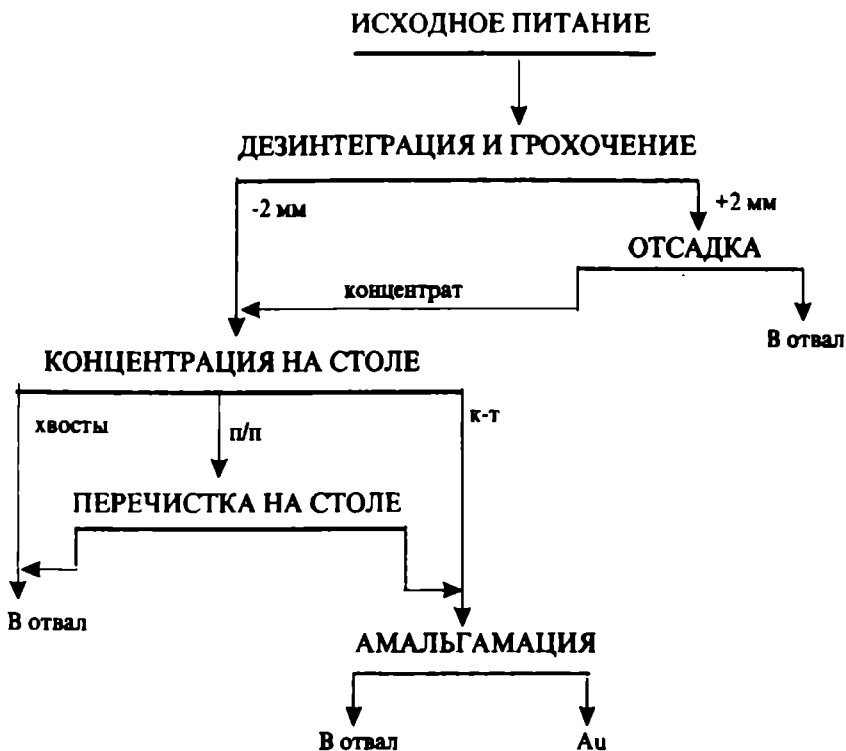 ИСХОДНОЕ ПИТАНИЕ
ДЕЗИНТЕГРАЦИЯ И ГРОХОЧЕНИЕ
-2 мм
+2 мм
ОТСАДКА
концентрат
В отвал
КОНЦЕНТРАЦИЯ НА СТОЛЕ
хвосты
п/п
к-т
ПЕРЕЧИСТКА НА СТОЛЕ
В отвал
АМАЛЬГАМАЦИЯ
В отвал
Au